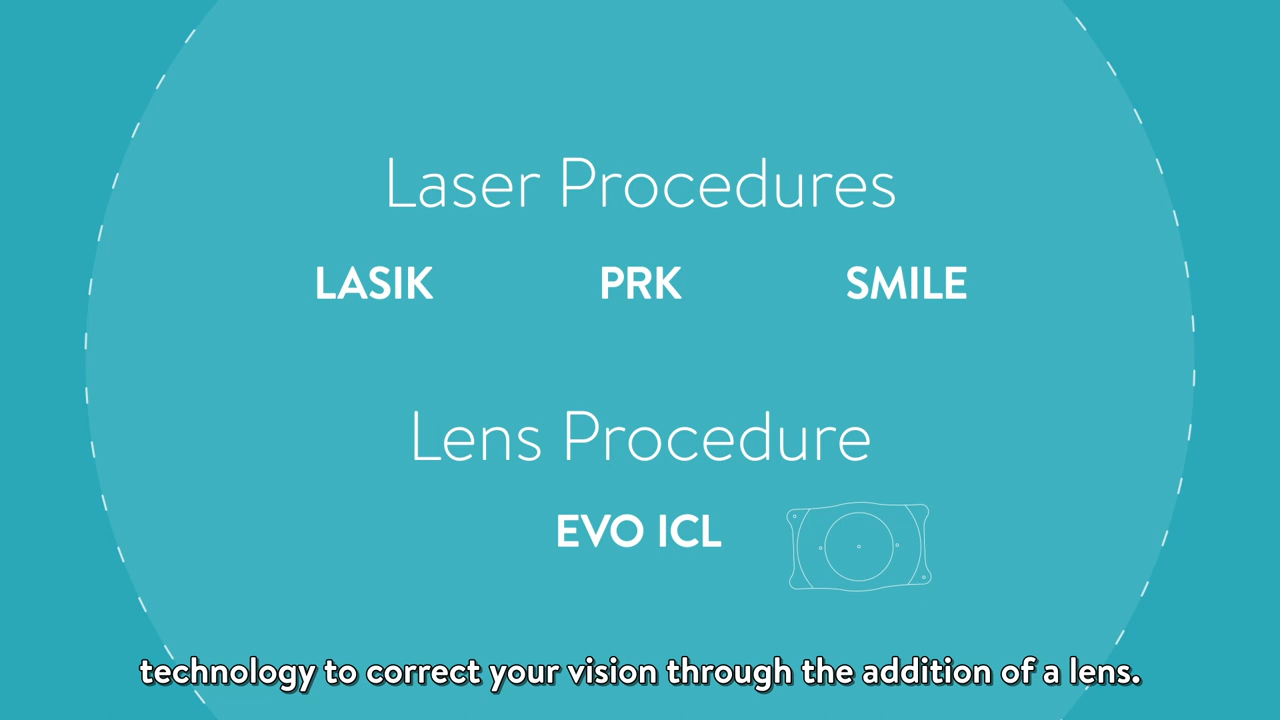 Laser Procedures
LASIK PRK SMILE
Lens Procedure
EVO ICL
technology to correct your vision through the addition of a lens.